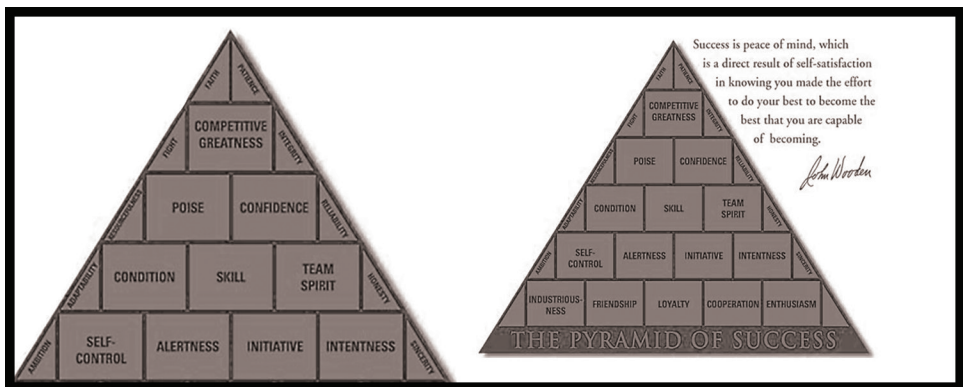 FAITH
PATIENCE
COMPETITIVE
GREATNESS
FIGHT
INTEGRITY
POISE
CONFIDENCE
RESOURCEFULNESS
RELIABILITY
CONDITION
SKILL
TEAM
SPIRIT
ADAPTABILITY
HONESTY
SELF-
CONTROL
ALERTNESS
INITIATIVE
INTENTNESS
AMBITION
SINCERITY
Success is peace of mind, which
is a direct result of self-satisfaction
in knowing you made the effort
to do your best to become the
best that you are capable
of becoming.
John Wooden
FAITH
PATIENCE
COMPETITIVE
GREATNESS
FIGHT
INTEGRITY
POISE
CONFIDENCE
RESOURCEFULNESS
RELIABILITY
CONDITION
SKILL
TEAM
SPIRIT
ADAPTABILITY
HONESTY
SELF-
CONTROL
ALERTNESS
INITIATIVE
INTENTNESS
AMBITION
SINCERITY
INDUSTRIOUS-
NESS
FRIENDSHIP
LOYALTY
COOPERATION
ENTHUSIASM
THE PYRAMID OF SUCCESS